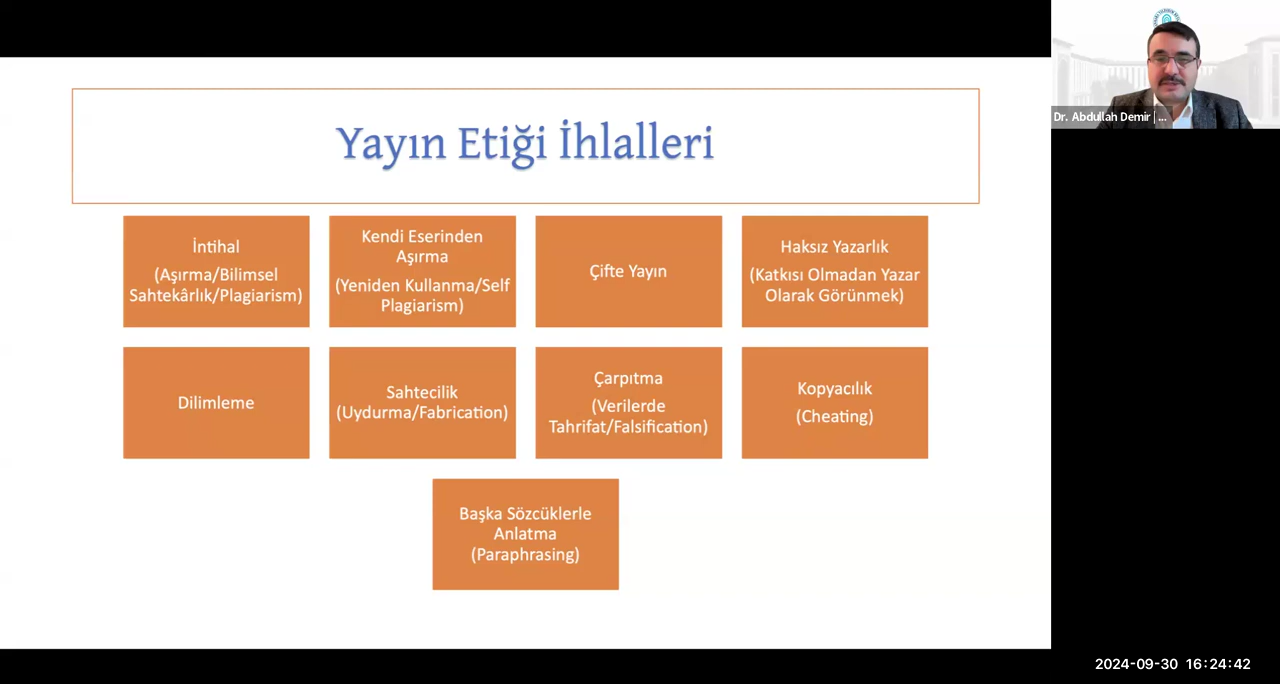 Yayın Etiği İhlalleri
İntihal
(Aşırma/Bilimsel
Sahtekârlık/Plagiarism)
Kendi Eserinden
Aşırma
(Yeniden Kullanma/Self
Plagiarism)
Çifte Yayın
Haksız Yazarlık
(Katkısı Olmadan Yazar
Olarak Görünmek)
Dilimleme
Sahtecilik
(Uydurma/Fabrication)
Çarpıtma
(Verilerde
Tahrifat/Falsification)
Kopyacılık
(Cheating)
Başka Sözcüklerle
Anlatma
(Paraphrasing)
Dr. Abdullah Demir | ...
2024-09-30 16:24:42